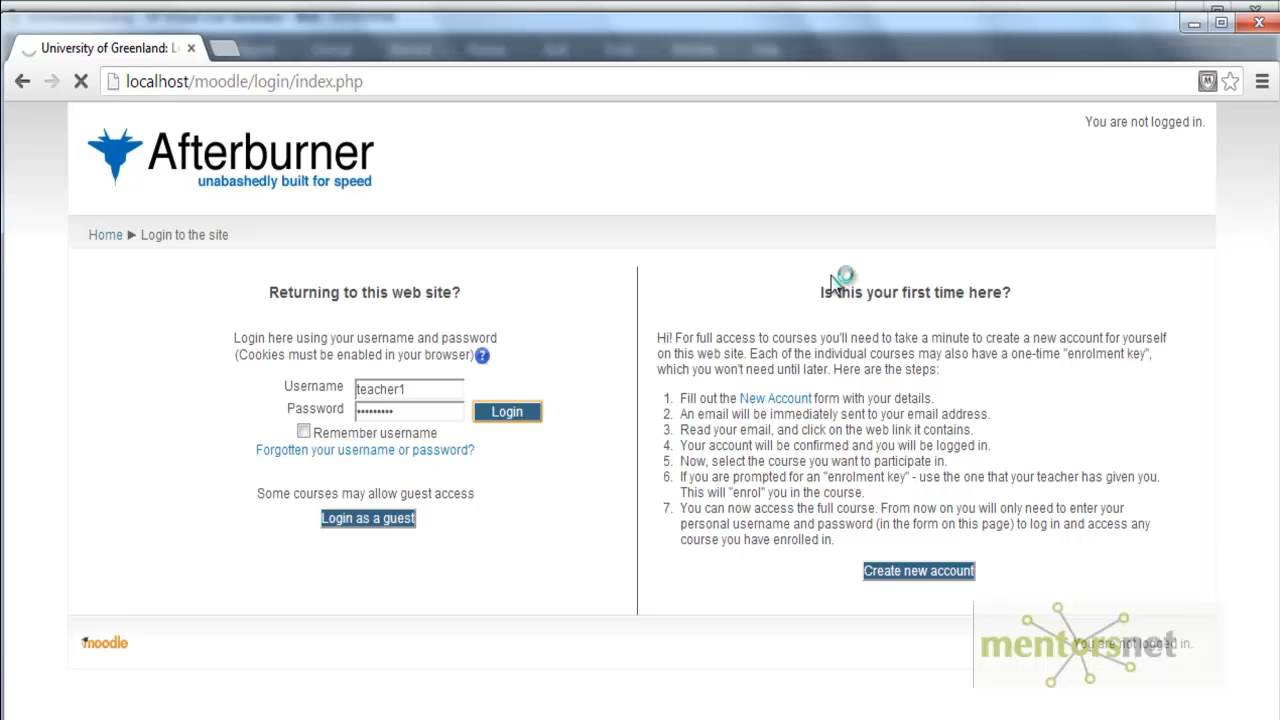 University of Greenland: L
localhost/moodle/login/index.php
You are not logged in.
Afterburner
unabashedly built for speed
Home ► Login to the site
Returning to this web site?
Login here using your username and password
(Cookies must be enabled in your browser) ?
Username teacher1
Password •••••••••
Login
Remember username
Forgotten your username or password?
Some courses may allow guest access
Login as a guest
Is this your first time here?
Hi! For full access to courses you'll need to take a minute to create a new account for yourself
on this web site. Each of the individual courses may also have a one-time "enrolment key",
which you won't need until later. Here are the steps:
1. Fill out the New Account form with your details.
2. An email will be immediately sent to your email address.
3. Read your email, and click on the web link it contains.
4. Your account will be confirmed and you will be logged in.
5. Now, select the course you want to participate in.
6. If you are prompted for an "enrolment key" - use the one that your teacher has given you.
This will "enrol" you in the course.
7. You can now access the full course. From now on you will only need to enter your
personal username and password (in the form on this page) to log in and access any
course you have enrolled in.
Create new account
moodle
You are not logged in.
mentorsnet